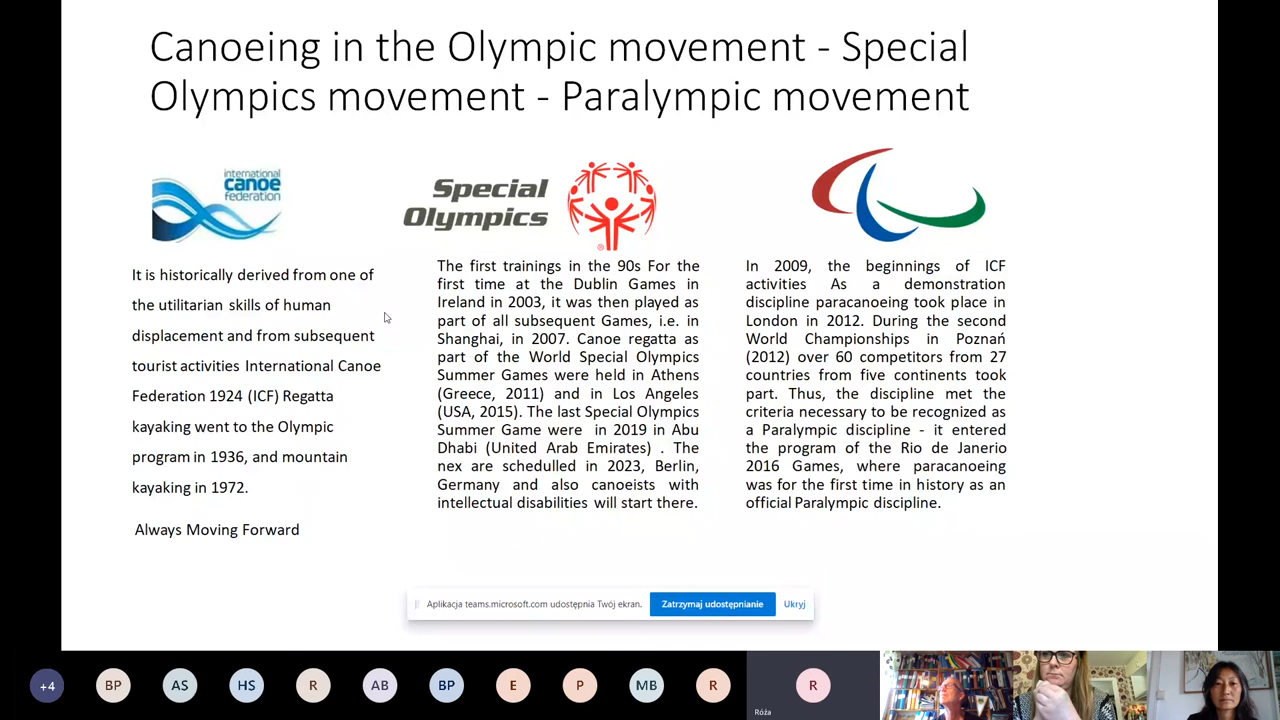 Canoeing in the Olympic movement - Special
Olympics movement - Paralympic movement
international
canoe
federation
It is historically derived from one of
the utilitarian skills of human
displacement and from subsequent
tourist activities International Canoe
Federation 1924 (ICF) Regatta
kayaking went to the Olympic
program in 1936, and mountain
kayaking in 1972.
Always Moving Forward
Special
Olympics
®
The first trainings in the 90s For the
first time at the Dublin Games in
Ireland in 2003, it was then played as
part of all subsequent Games, i.e. in
Shanghai, in 2007. Canoe regatta as
part of the World Special Olympics
Summer Games were held in Athens
(Greece, 2011) and in Los Angeles
(USA, 2015). The last Special Olympics
Summer Game were in 2019 in Abu
Dhabi (United Arab Emirates) . The
nex are schedulled in 2023, Berlin,
Germany and also canoeists with
intellectual disabilities will start there.
In 2009, the beginnings of ICF
activities As a demonstration
discipline paracanoeing took place in
London in 2012. During the second
World Championships in Poznań
(2012) over 60 competitors from 27
countries from five continents took
part. Thus, the discipline met the
criteria necessary to be recognized as
a Paralympic discipline - it entered
the program of the Rio de Janerio
2016 Games, where paracanoeing
was for the first time in history as an
official Paralympic discipline.
Aplikacja teams.microsoft.com udostępnia Twój ekran.
Zatrzymaj udostępnianie
Ukryj
+4
BP
AS
HS
R
AB
BP
E
P
MB
R
R
Róża